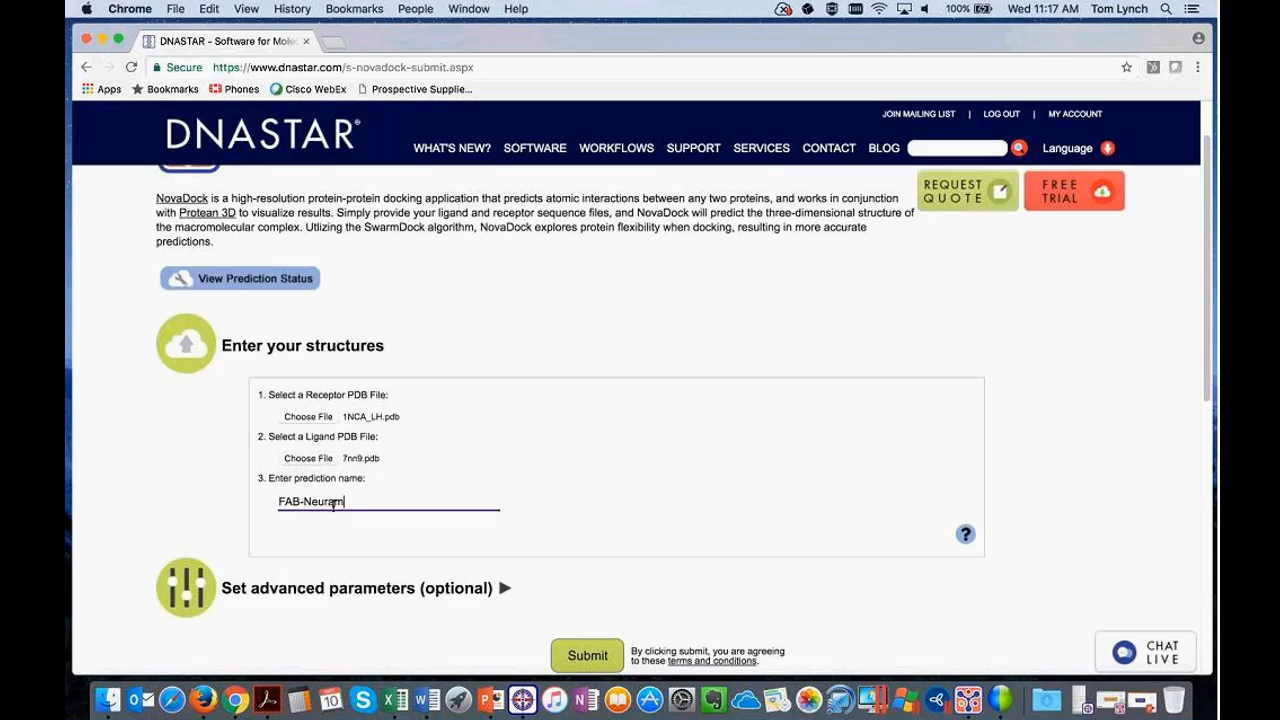 Chrome File Edit View History Bookmarks People Window Help 100% Wed 11:17 AM Tom Lynch
DNASTAR - Software for Mole
Secure https://www.dnastar.com/s-novadock-submit.aspx
Apps Bookmarks Phones Cisco WebEx Prospective Supplie...
JOIN MAILING LIST | LOG OUT | MY ACCOUNT
DNASTAR®
WHAT'S NEW? SOFTWARE WORKFLOWS SUPPORT SERVICES CONTACT BLOG Language
REQUEST QUOTE
FREE TRIAL
NovaDock is a high-resolution protein-protein docking application that predicts atomic interactions between any two proteins, and works in conjunction
with Protean 3D to visualize results. Simply provide your ligand and receptor sequence files, and NovaDock will predict the three-dimensional structure of
the macromolecular complex. Utlizing the SwarmDock algorithm, NovaDock explores protein flexibility when docking, resulting in more accurate
predictions.
View Prediction Status
Enter your structures
1. Select a Receptor PDB File:
Choose File 1NCA_LH.pdb
2. Select a Ligand PDB File:
Choose File 7nn9.pdb
3. Enter prediction name:
FAB-Neuram
?
Set advanced parameters (optional)
Submit
By clicking submit, you are agreeing
to these terms and conditions.
CHAT
LIVE